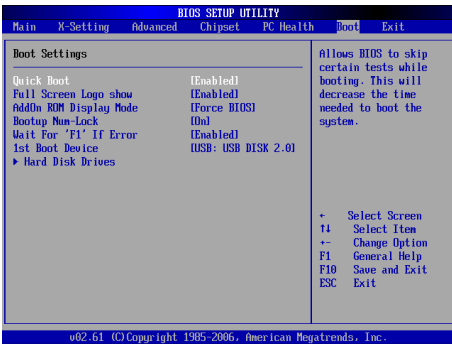 BIOS SETUP UTILITY
Main X-Setting Advanced Chipset PC Health Boot Exit
Boot Settings
Quick Boot [Enabled]
Full Screen Logo show [Enabled]
AddOn ROM Display Mode [Force BIOS]
Bootup Num-Lock [On]
Wait For 'F1' If Error [Enabled]
1st Boot Device [USB: USB DISK 2.0]
▶ Hard Disk Drives
Allows BIOS to skip
certain tests while
booting. This will
decrease the time
needed to boot the
system.
← Select Screen
↑↓ Select Item
+- Change Option
F1 General Help
F10 Save and Exit
ESC Exit
v02.61 (C)Copyright 1985-2006, American Megatrends, Inc.